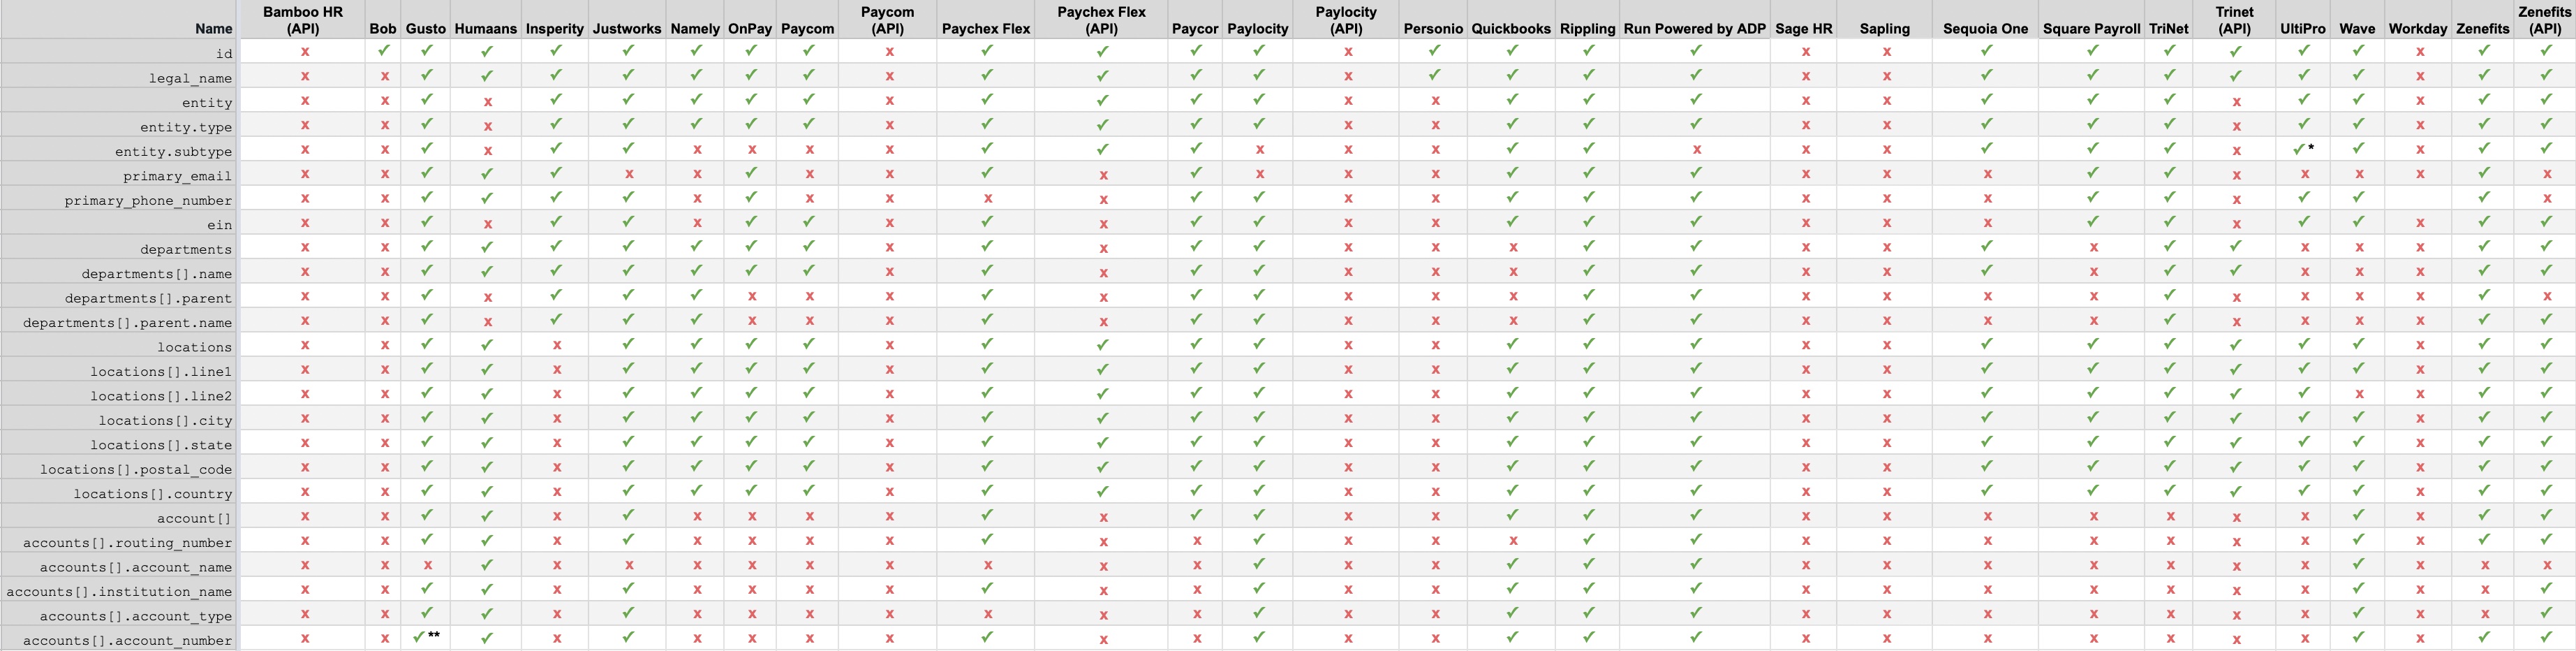 Bamboo HR Paycom Paychex Flex Paylocity Trinet Zenefits
Name (API) Bob Gusto Humaans Insperity Justworks Namely OnPay Paycom (API) Paychex Flex (API) Paycor Paylocity (API) Personio Quickbooks Rippling Run Powered by ADP Sage HR Sapling Sequoia One Square Payroll TriNet (API) UltiPro Wave Workday Zenefits (API)
id x ✓ ✓ ✓ ✓ ✓ ✓ ✓ ✓ x ✓ ✓ ✓ ✓ x ✓ ✓ ✓ ✓ x x ✓ ✓ ✓ ✓ ✓ ✓ x ✓ ✓
legal_name x x ✓ ✓ ✓ ✓ ✓ ✓ ✓ x ✓ ✓ ✓ ✓ x ✓ ✓ ✓ ✓ x x ✓ ✓ ✓ ✓ ✓ ✓ x ✓ ✓
entity x x ✓ x ✓ ✓ ✓ ✓ ✓ x ✓ ✓ ✓ ✓ x x ✓ ✓ ✓ x x ✓ ✓ ✓ x ✓ ✓ x ✓ ✓
entity.type x x ✓ x ✓ ✓ ✓ ✓ ✓ x ✓ ✓ ✓ ✓ x x ✓ ✓ ✓ x x ✓ ✓ ✓ x ✓ ✓ x ✓ ✓
entity.subtype x x ✓ x ✓ ✓ x x x x ✓ ✓ ✓ x x x ✓ ✓ x x x ✓ ✓ ✓ x ✓* ✓ x ✓ ✓
primary_email x x ✓ ✓ ✓ x x ✓ x x ✓ x ✓ x x x ✓ ✓ ✓ x x x ✓ ✓ x x x x ✓ x
primary_phone_number x x ✓ ✓ ✓ ✓ x ✓ x x x x ✓ ✓ x x ✓ ✓ ✓ x x x ✓ ✓ x ✓ ✓ ✓ x
ein x x ✓ x ✓ ✓ x ✓ ✓ x ✓ x ✓ ✓ x x ✓ ✓ ✓ x x x ✓ ✓ x ✓ ✓ x ✓ ✓
departments x x ✓ ✓ ✓ ✓ ✓ ✓ ✓ x ✓ x ✓ ✓ x x x ✓ ✓ x x ✓ x ✓ ✓ x x x ✓ ✓
departments[].name x x ✓ ✓ ✓ ✓ ✓ ✓ ✓ x ✓ x ✓ ✓ x x x ✓ ✓ x x ✓ x ✓ ✓ x x x ✓ ✓
departments[].parent x x ✓ x ✓ ✓ ✓ x x x ✓ x ✓ ✓ x x x ✓ ✓ x x x x ✓ x x x x ✓ x
departments[].parent.name x x ✓ x ✓ ✓ ✓ x x x ✓ x ✓ ✓ x x x ✓ ✓ x x x x ✓ x x x x ✓ ✓
locations x x ✓ ✓ x ✓ ✓ ✓ ✓ x ✓ ✓ ✓ ✓ x x ✓ ✓ ✓ x x ✓ ✓ ✓ ✓ ✓ ✓ x ✓ ✓
locations[].line1 x x ✓ ✓ x ✓ ✓ ✓ ✓ x ✓ ✓ ✓ ✓ x x ✓ ✓ ✓ x x ✓ ✓ ✓ ✓ ✓ ✓ x ✓ ✓
locations[].line2 x x ✓ ✓ x ✓ ✓ ✓ ✓ x ✓ ✓ ✓ ✓ x x ✓ ✓ ✓ x x ✓ ✓ ✓ ✓ ✓ x x ✓ ✓
locations[].city x x ✓ ✓ x ✓ ✓ ✓ ✓ x ✓ ✓ ✓ ✓ x x ✓ ✓ ✓ x x ✓ ✓ ✓ ✓ ✓ ✓ x ✓ ✓
locations[].state x x ✓ ✓ x ✓ ✓ ✓ ✓ x ✓ ✓ ✓ ✓ x x ✓ ✓ ✓ x x ✓ ✓ ✓ ✓ ✓ ✓ x ✓ ✓
locations[].postal_code x x ✓ ✓ x ✓ ✓ ✓ ✓ x ✓ ✓ ✓ ✓ x x ✓ ✓ ✓ x x ✓ ✓ ✓ ✓ ✓ ✓ x ✓ ✓
locations[].country x x ✓ ✓ x ✓ ✓ ✓ ✓ x ✓ ✓ ✓ ✓ x x ✓ ✓ ✓ x x ✓ ✓ ✓ ✓ ✓ ✓ x ✓ ✓
account[] x x ✓ ✓ x ✓ x x x x ✓ x ✓ ✓ x x ✓ ✓ ✓ x x x x x x x ✓ x ✓ ✓
accounts[].routing_number x x ✓ ✓ x ✓ x x x x ✓ x x ✓ x x x ✓ ✓ x x x x x x x ✓ x ✓ ✓
accounts[].account_name x x x ✓ x x x x x x x x x ✓ x x ✓ ✓ ✓ x x x x x x x ✓ x x x
accounts[].institution_name x x ✓ ✓ x ✓ x x x x ✓ x x ✓ x x ✓ ✓ ✓ x x x x x x x ✓ x x ✓
accounts[].account_type x x ✓ ✓ x ✓ x x x x x x x ✓ x x ✓ ✓ ✓ x x x x x x x ✓ x x ✓
accounts[].account_number x x ✓** ✓ x ✓ x x x x ✓ x x ✓ x x ✓ ✓ ✓ x x x x x x x ✓ x ✓ ✓